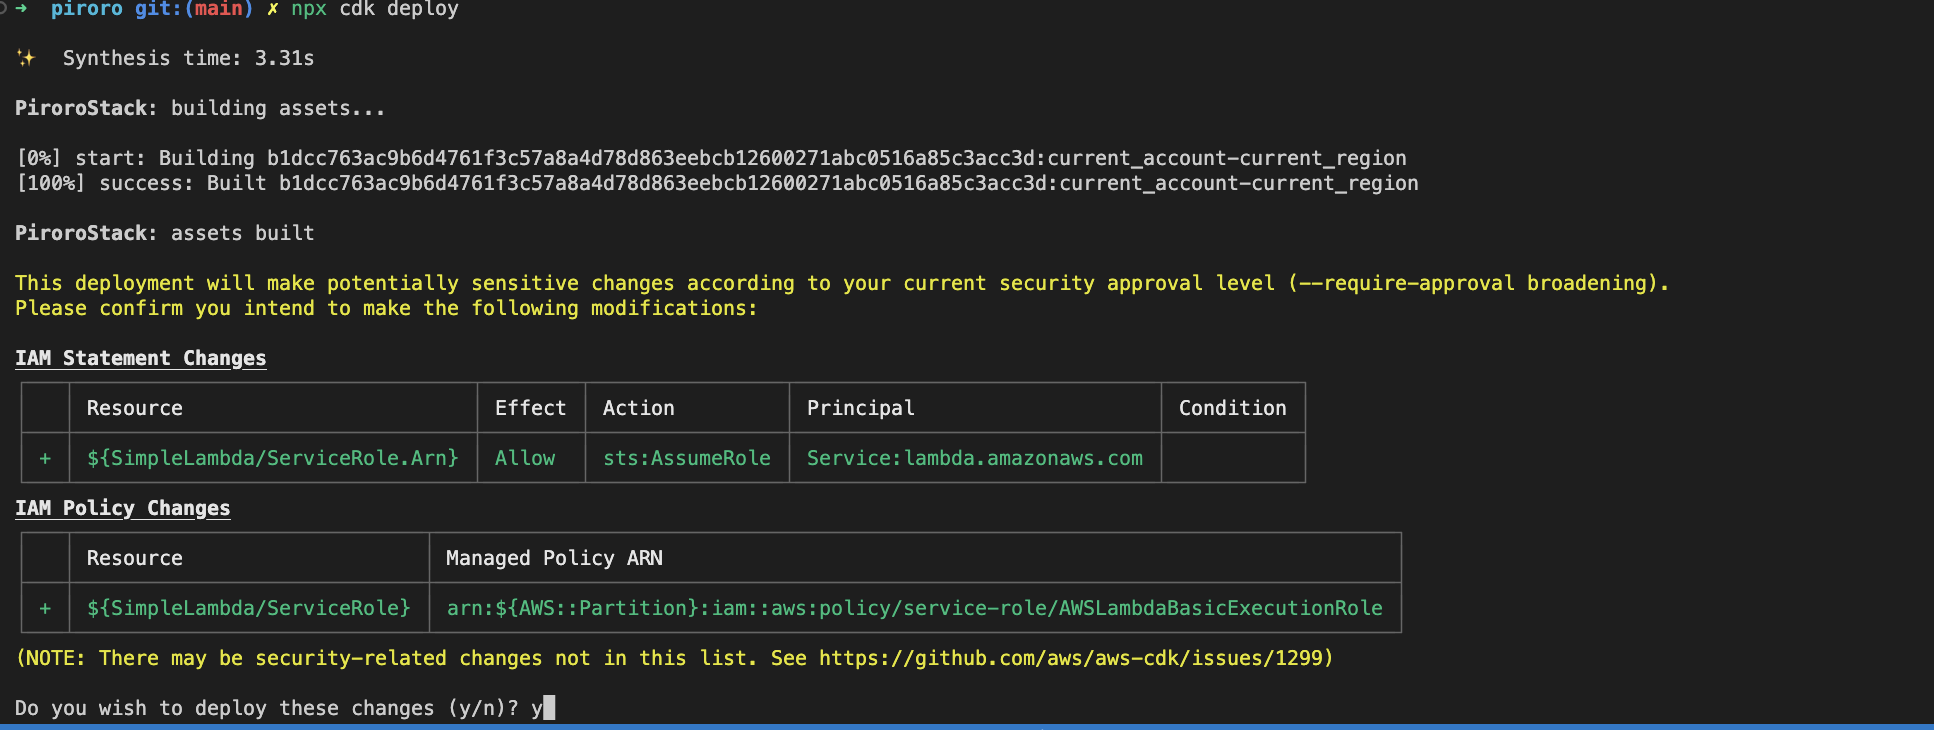 → piroro git:(main) ✗ npx cdk deploy
✨ Synthesis time: 3.31s
PiroroStack: building assets...
[0%] start: Building b1dcc763ac9b6d4761f3c57a8a4d78d863eebcb12600271abc0516a85c3acc3d:current_account-current_region
[100%] success: Built b1dcc763ac9b6d4761f3c57a8a4d78d863eebcb12600271abc0516a85c3acc3d:current_account-current_region
PiroroStack: assets built
This deployment will make potentially sensitive changes according to your current security approval level (--require-approval broadening).
Please confirm you intend to make the following modifications:
IAM Statement Changes
Resource Effect Action Principal Condition
+ ${SimpleLambda/ServiceRole.Arn} Allow sts:AssumeRole Service:lambda.amazonaws.com
IAM Policy Changes
Resource Managed Policy ARN
+ ${SimpleLambda/ServiceRole} arn:${AWS::Partition}:iam::aws:policy/service-role/AWSLambdaBasicExecutionRole
(NOTE: There may be security-related changes not in this list. See https://github.com/aws/aws-cdk/issues/1299)
Do you wish to deploy these changes (y/n)? y